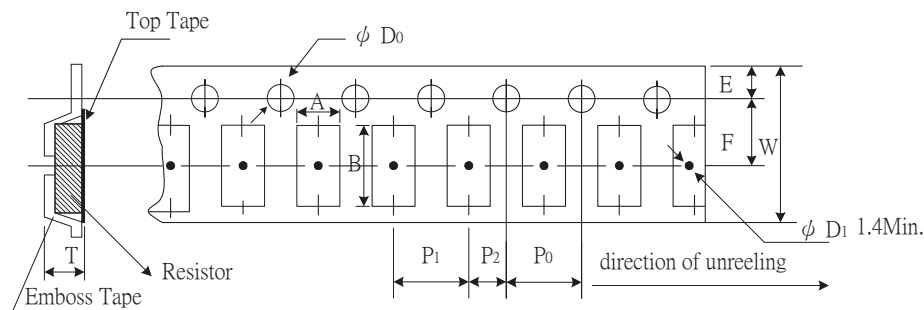 Top Tape
ψ D0
A
E
F
W
B
T
Resistor
Emboss Tape
P1
P2
P0
ψ D1 1.4Min.
direction of unreeling